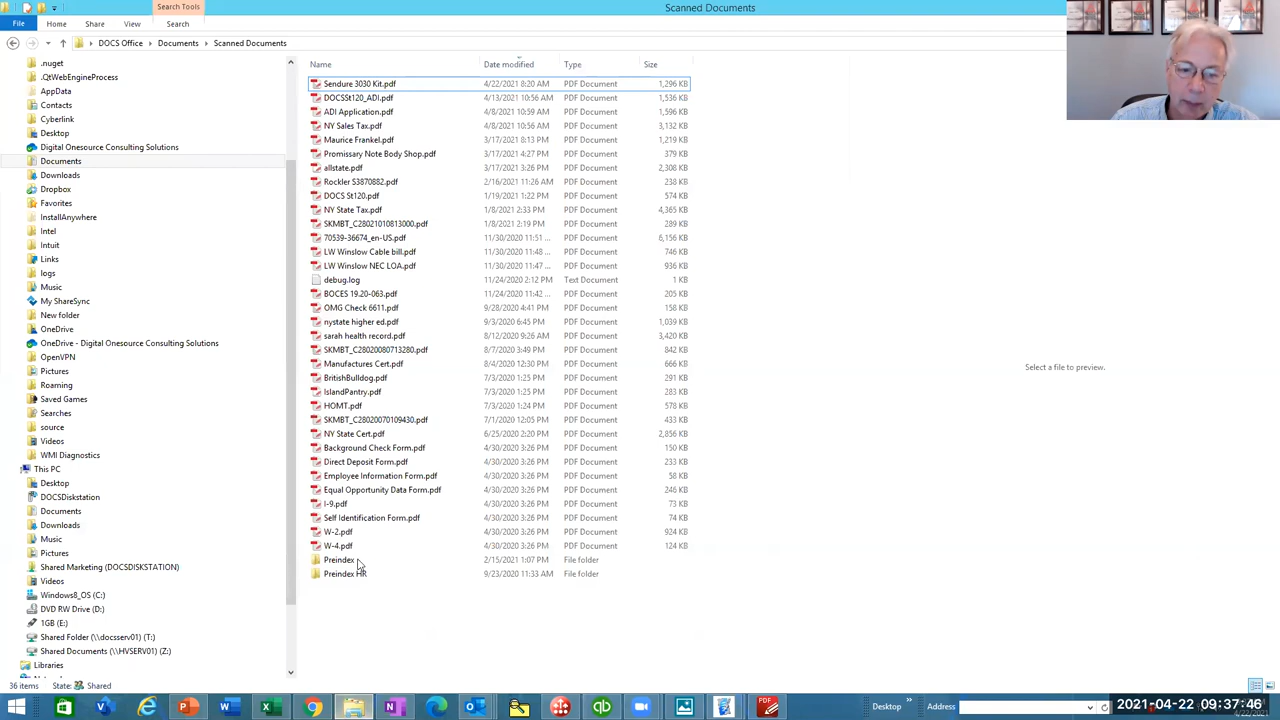 Search Tools
Scanned Documents
File Home Share View Search
DOCS Office Documents Scanned Documents
.nuget
.QtWebEngineProcess
AppData
Contacts
Cyberlink
Desktop
Digital Onesource Consulting Solutions
Documents
Downloads
Dropbox
Favorites
InstallAnywhere
Intel
Intuit
Links
logs
Music
My ShareSync
New folder
OneDrive
OneDrive - Digital Onesource Consulting Solutions
OpenVPN
Pictures
Roaming
Saved Games
Searches
source
Videos
WMI Diagnostics
This PC
Desktop
DOCSDiskstation
Documents
Downloads
Music
Pictures
Shared Marketing (DOCSDISKSTATION)
Videos
Windows8_OS (C:)
DVD RW Drive (D:)
1GB (E:)
Shared Folder (\\docsserv01) (T:)
Shared Documents (\\HVSERV01) (Z:)
Libraries
Name Date modified Type Size
Sendure 3030 Kit.pdf 4/22/2021 8:20 AM PDF Document 1,296 KB
DOCSSt120_ADI.pdf 4/13/2021 10:56 AM PDF Document 1,536 KB
ADI Application.pdf 4/8/2021 10:59 AM PDF Document 1,596 KB
NY Sales Tax.pdf 4/8/2021 10:56 AM PDF Document 3,132 KB
Maurice Frankel.pdf 3/17/2021 8:13 PM PDF Document 1,219 KB
Promissary Note Body Shop.pdf 3/17/2021 4:27 PM PDF Document 379 KB
allstate.pdf 3/17/2021 3:26 PM PDF Document 2,308 KB
Rockler S3870882.pdf 2/16/2021 11:26 AM PDF Document 238 KB
DOCS St120.pdf 1/19/2021 1:22 PM PDF Document 574 KB
NY State Tax.pdf 1/8/2021 2:33 PM PDF Document 4,365 KB
SKMBT_C28021010813000.pdf 1/8/2021 2:19 PM PDF Document 289 KB
70539-36674_en-US.pdf 11/30/2020 11:51 ... PDF Document 6,156 KB
LW Winslow Cable bill.pdf 11/30/2020 11:48 ... PDF Document 746 KB
LW Winslow NEC LOA.pdf 11/30/2020 11:47 ... PDF Document 936 KB
debug.log 11/24/2020 2:12 PM Text Document 1 KB
BOCES 19.20-063.pdf 11/24/2020 11:42 ... PDF Document 205 KB
OMG Check 6611.pdf 9/28/2020 4:41 PM PDF Document 158 KB
nystate higher ed.pdf 9/3/2020 6:45 PM PDF Document 1,039 KB
sarah health record.pdf 8/12/2020 9:26 AM PDF Document 3,420 KB
SKMBT_C28020080713280.pdf 8/7/2020 3:49 PM PDF Document 842 KB
Manufactures Cert.pdf 8/4/2020 12:30 PM PDF Document 666 KB
BritishBulldog.pdf 7/3/2020 1:25 PM PDF Document 291 KB
IslandPantry.pdf 7/3/2020 1:25 PM PDF Document 283 KB
HOMT.pdf 7/3/2020 1:24 PM PDF Document 578 KB
SKMBT_C28020070109430.pdf 7/1/2020 12:05 PM PDF Document 433 KB
NY State Cert.pdf 6/25/2020 2:20 PM PDF Document 2,856 KB
Background Check Form.pdf 4/30/2020 3:26 PM PDF Document 150 KB
Direct Deposit Form.pdf 4/30/2020 3:26 PM PDF Document 233 KB
Employee Information Form.pdf 4/30/2020 3:26 PM PDF Document 58 KB
Equal Opportunity Data Form.pdf 4/30/2020 3:26 PM PDF Document 246 KB
I-9.pdf 4/30/2020 3:26 PM PDF Document 73 KB
Self Identification Form.pdf 4/30/2020 3:26 PM PDF Document 74 KB
W-2.pdf 4/30/2020 3:26 PM PDF Document 924 KB
W-4.pdf 4/30/2020 3:26 PM PDF Document 124 KB
Preindex 2/15/2021 1:07 PM File folder
Preindex HR 9/23/2020 11:33 AM File folder
Select a file to preview.
36 items State: Shared
Desktop » Address
2021-04-22 09:37:46